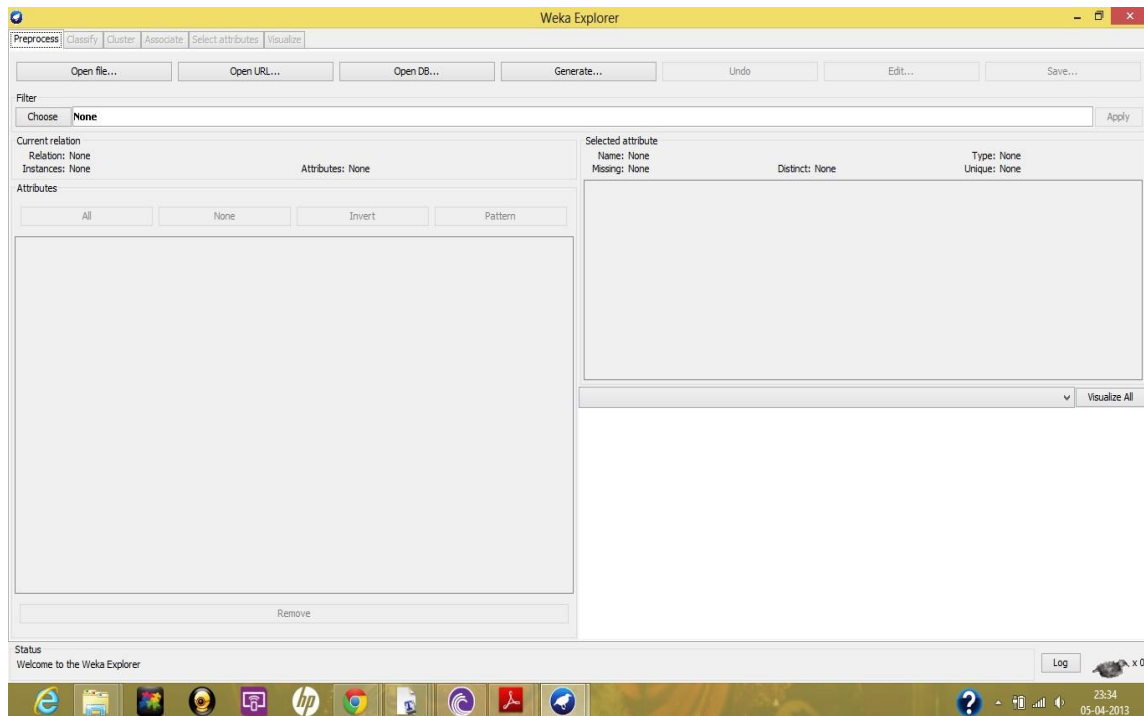 Weka Explorer
Preprocess Classify Cluster Associate Select attributes Visualize
Open file... Open URL... Open DB... Generate... Undo Edit... Save...
Filter
Choose None Apply
Current relation
Relation: None
Instances: None Attributes: None
Selected attribute
Name: None Type: None
Missing: None Distinct: None Unique: None
Attributes
All None Invert Pattern
Visualize All
Remove
Status
Welcome to the Weka Explorer
Log x 0
hp
23:34
05-04-2013